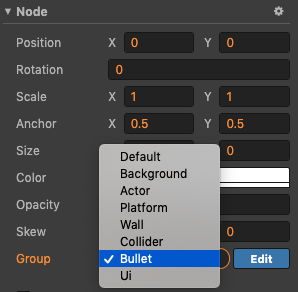 Node
Position X 0 Y 0
Rotation 0
Scale X 1 Y 1
Anchor X 0.5 Y 0.5
Size 0
Color
Opacity
Skew 0
Group Edit
Default
Background
Actor
Platform
Wall
Collider
✓ Bullet
Ui